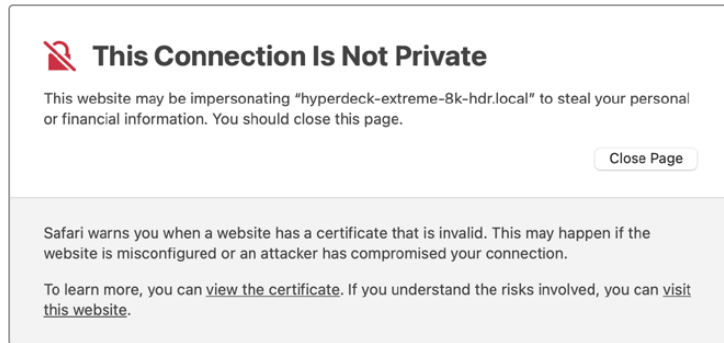 This Connection Is Not Private
This website may be impersonating “hyperdeck-extreme-8k-hdr.local” to steal your personal
or financial information. You should close this page.
Close Page
Safari warns you when a website has a certificate that is invalid. This may happen if the
website is misconfigured or an attacker has compromised your connection.
To learn more, you can view the certificate. If you understand the risks involved, you can visit
this website.